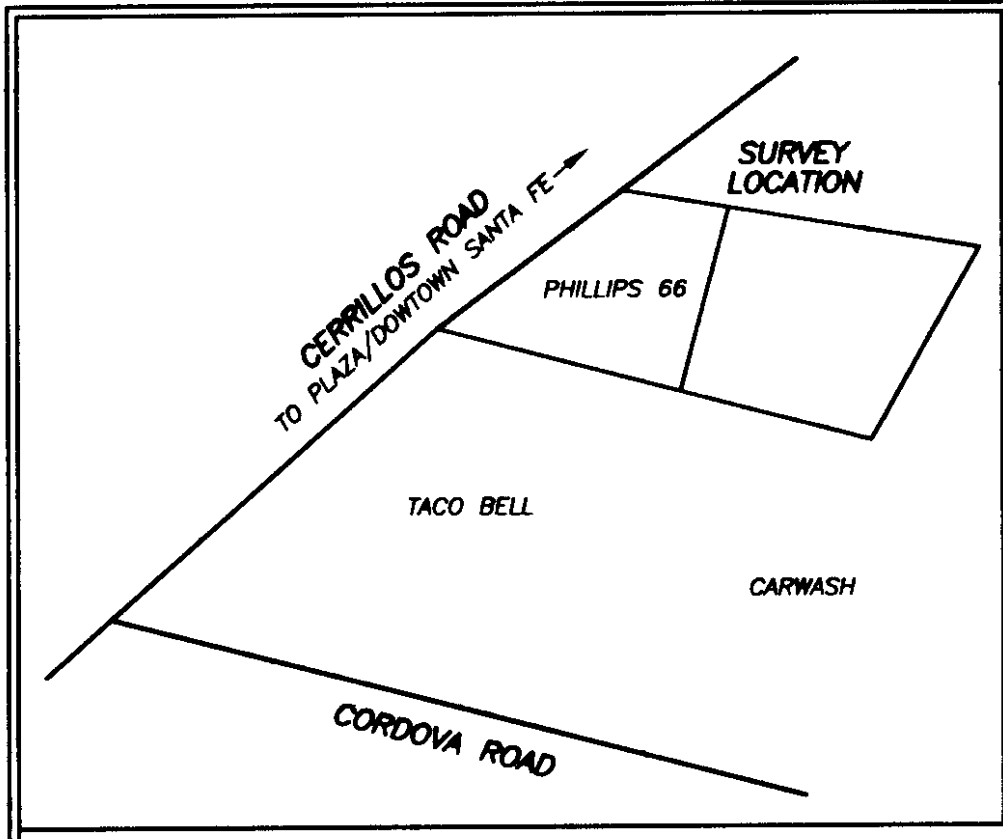 SURVEY
LOCATION
CERRILLOS ROAD
TO PLAZA/DOWTOWN SANTA FE
PHILLIPS 66
TACO BELL
CARWASH
CORDOVA ROAD